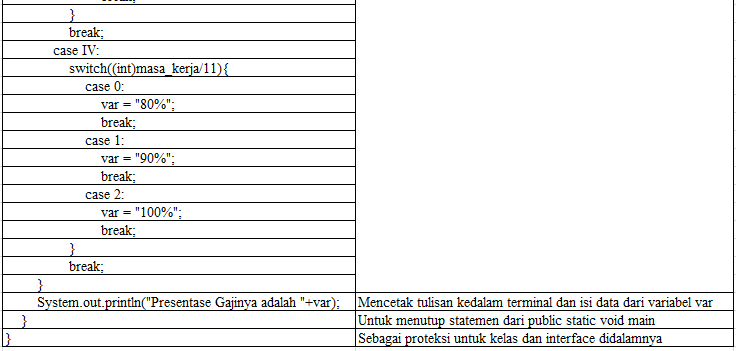 }
break;
case IV:
switch((int)masa_kerja/11){
case 0:
var = "80%";
break;
case 1:
var = "90%";
break;
case 2:
var = "100%";
break;
}
break;
}
System.out.println("Presentase Gajinya adalah "+var); Mencetak tulisan kedalam terminal dan isi data dari variabel var
} Untuk menutup statemen dari public static void main
} Sebagai proteksi untuk kelas dan interface didalamnya